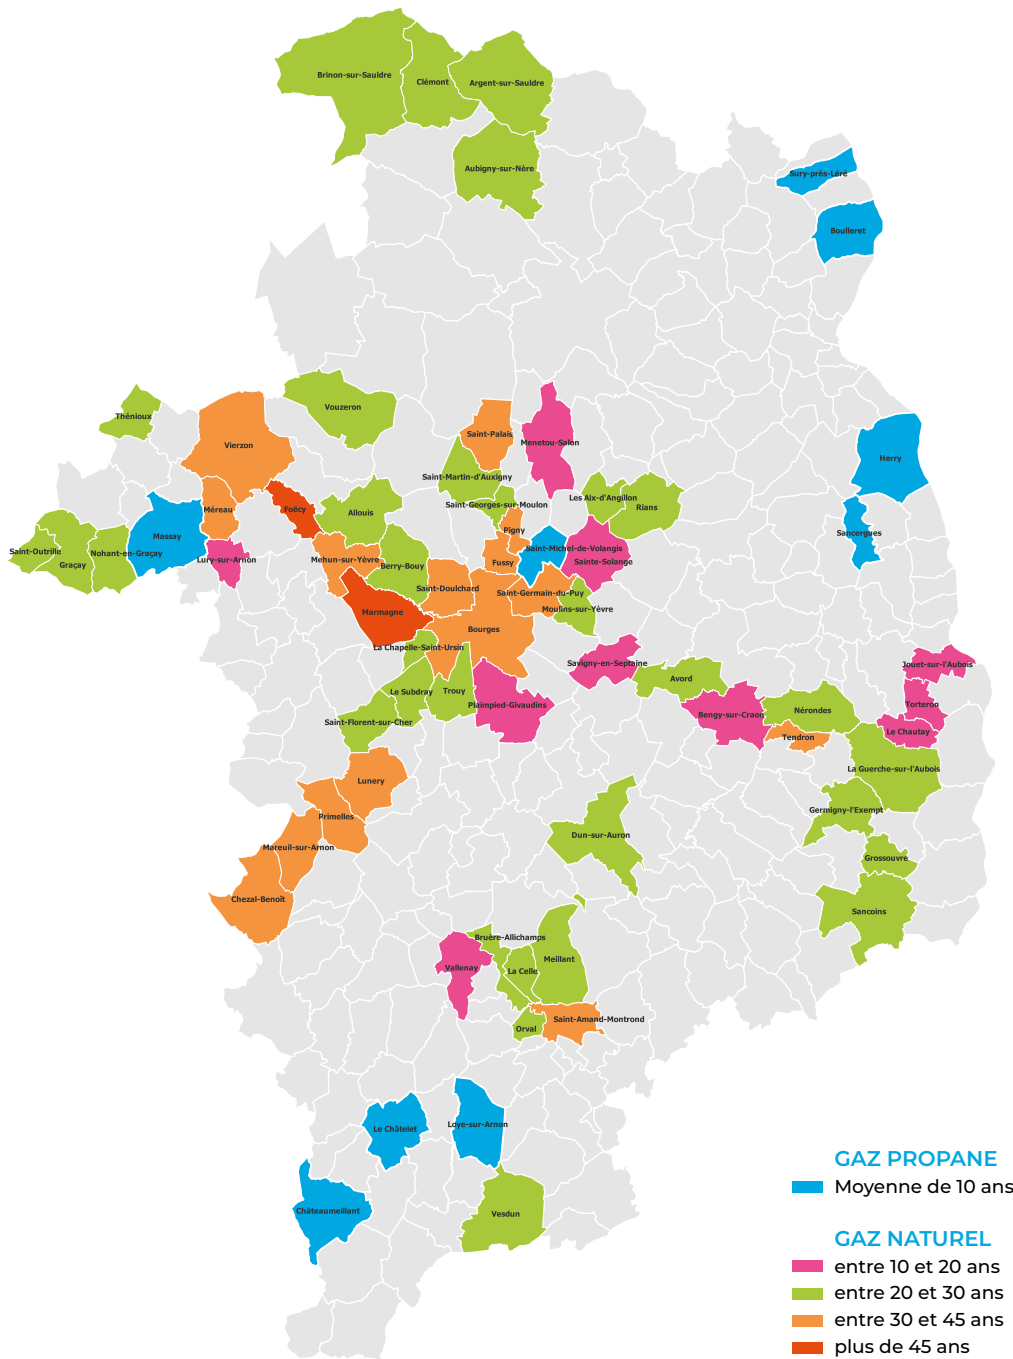 Brinon-sur-Sauldre
Clémont
Argent-sur-Sauldre
Aubigny-sur-Nère
Sury-près-Léré
Boulleret
Vouzeron
Thénioux
Saint-Palais
Menetou-Salon
Vierzon
Herry
Saint-Martin-d'Auxigny
Les Aix-d'Angillon
Saint-Georges-sur-Moulon
Rians
Foëcy
Méreau
Allouis
Pigny
Massay
Sancergues
Saint-Michel-de-Volangis
Saint-Outrille
Nohant-en-Graçay
Lury-sur-Arnon
Mehun-sur-Yèvre
Fussy
Sainte-Solange
Graçay
Berry-Bouy
Saint-Doulchard
Saint-Germain-du-Puy
Marmagne
Moulins-sur-Yèvre
Bourges
La Chapelle-Saint-Ursin
Savigny-en-Septaine
Jouet-sur-l'Aubois
Avord
Le Subdray
Trouy
Plaimpied-Givaudins
Torteron
Bengy-sur-Craon
Nérondes
Saint-Florent-sur-Cher
Le Chautay
Tendron
La Guerche-sur-l'Aubois
Lunery
Germigny-l'Exempt
Primelles
Dun-sur-Auron
Mareuil-sur-Arnon
Grossouvre
Chezal-Benoît
Sancoins
Bruère-Allichamps
Meillant
Vallenay
La Celle
Saint-Amand-Montrond
Orval
Le Châtelet
Loye-sur-Arnon
Châteaumeillant
Vesdun
GAZ PROPANE
Moyenne de 10 ans
GAZ NATUREL
entre 10 et 20 ans
entre 20 et 30 ans
entre 30 et 45 ans
plus de 45 ans